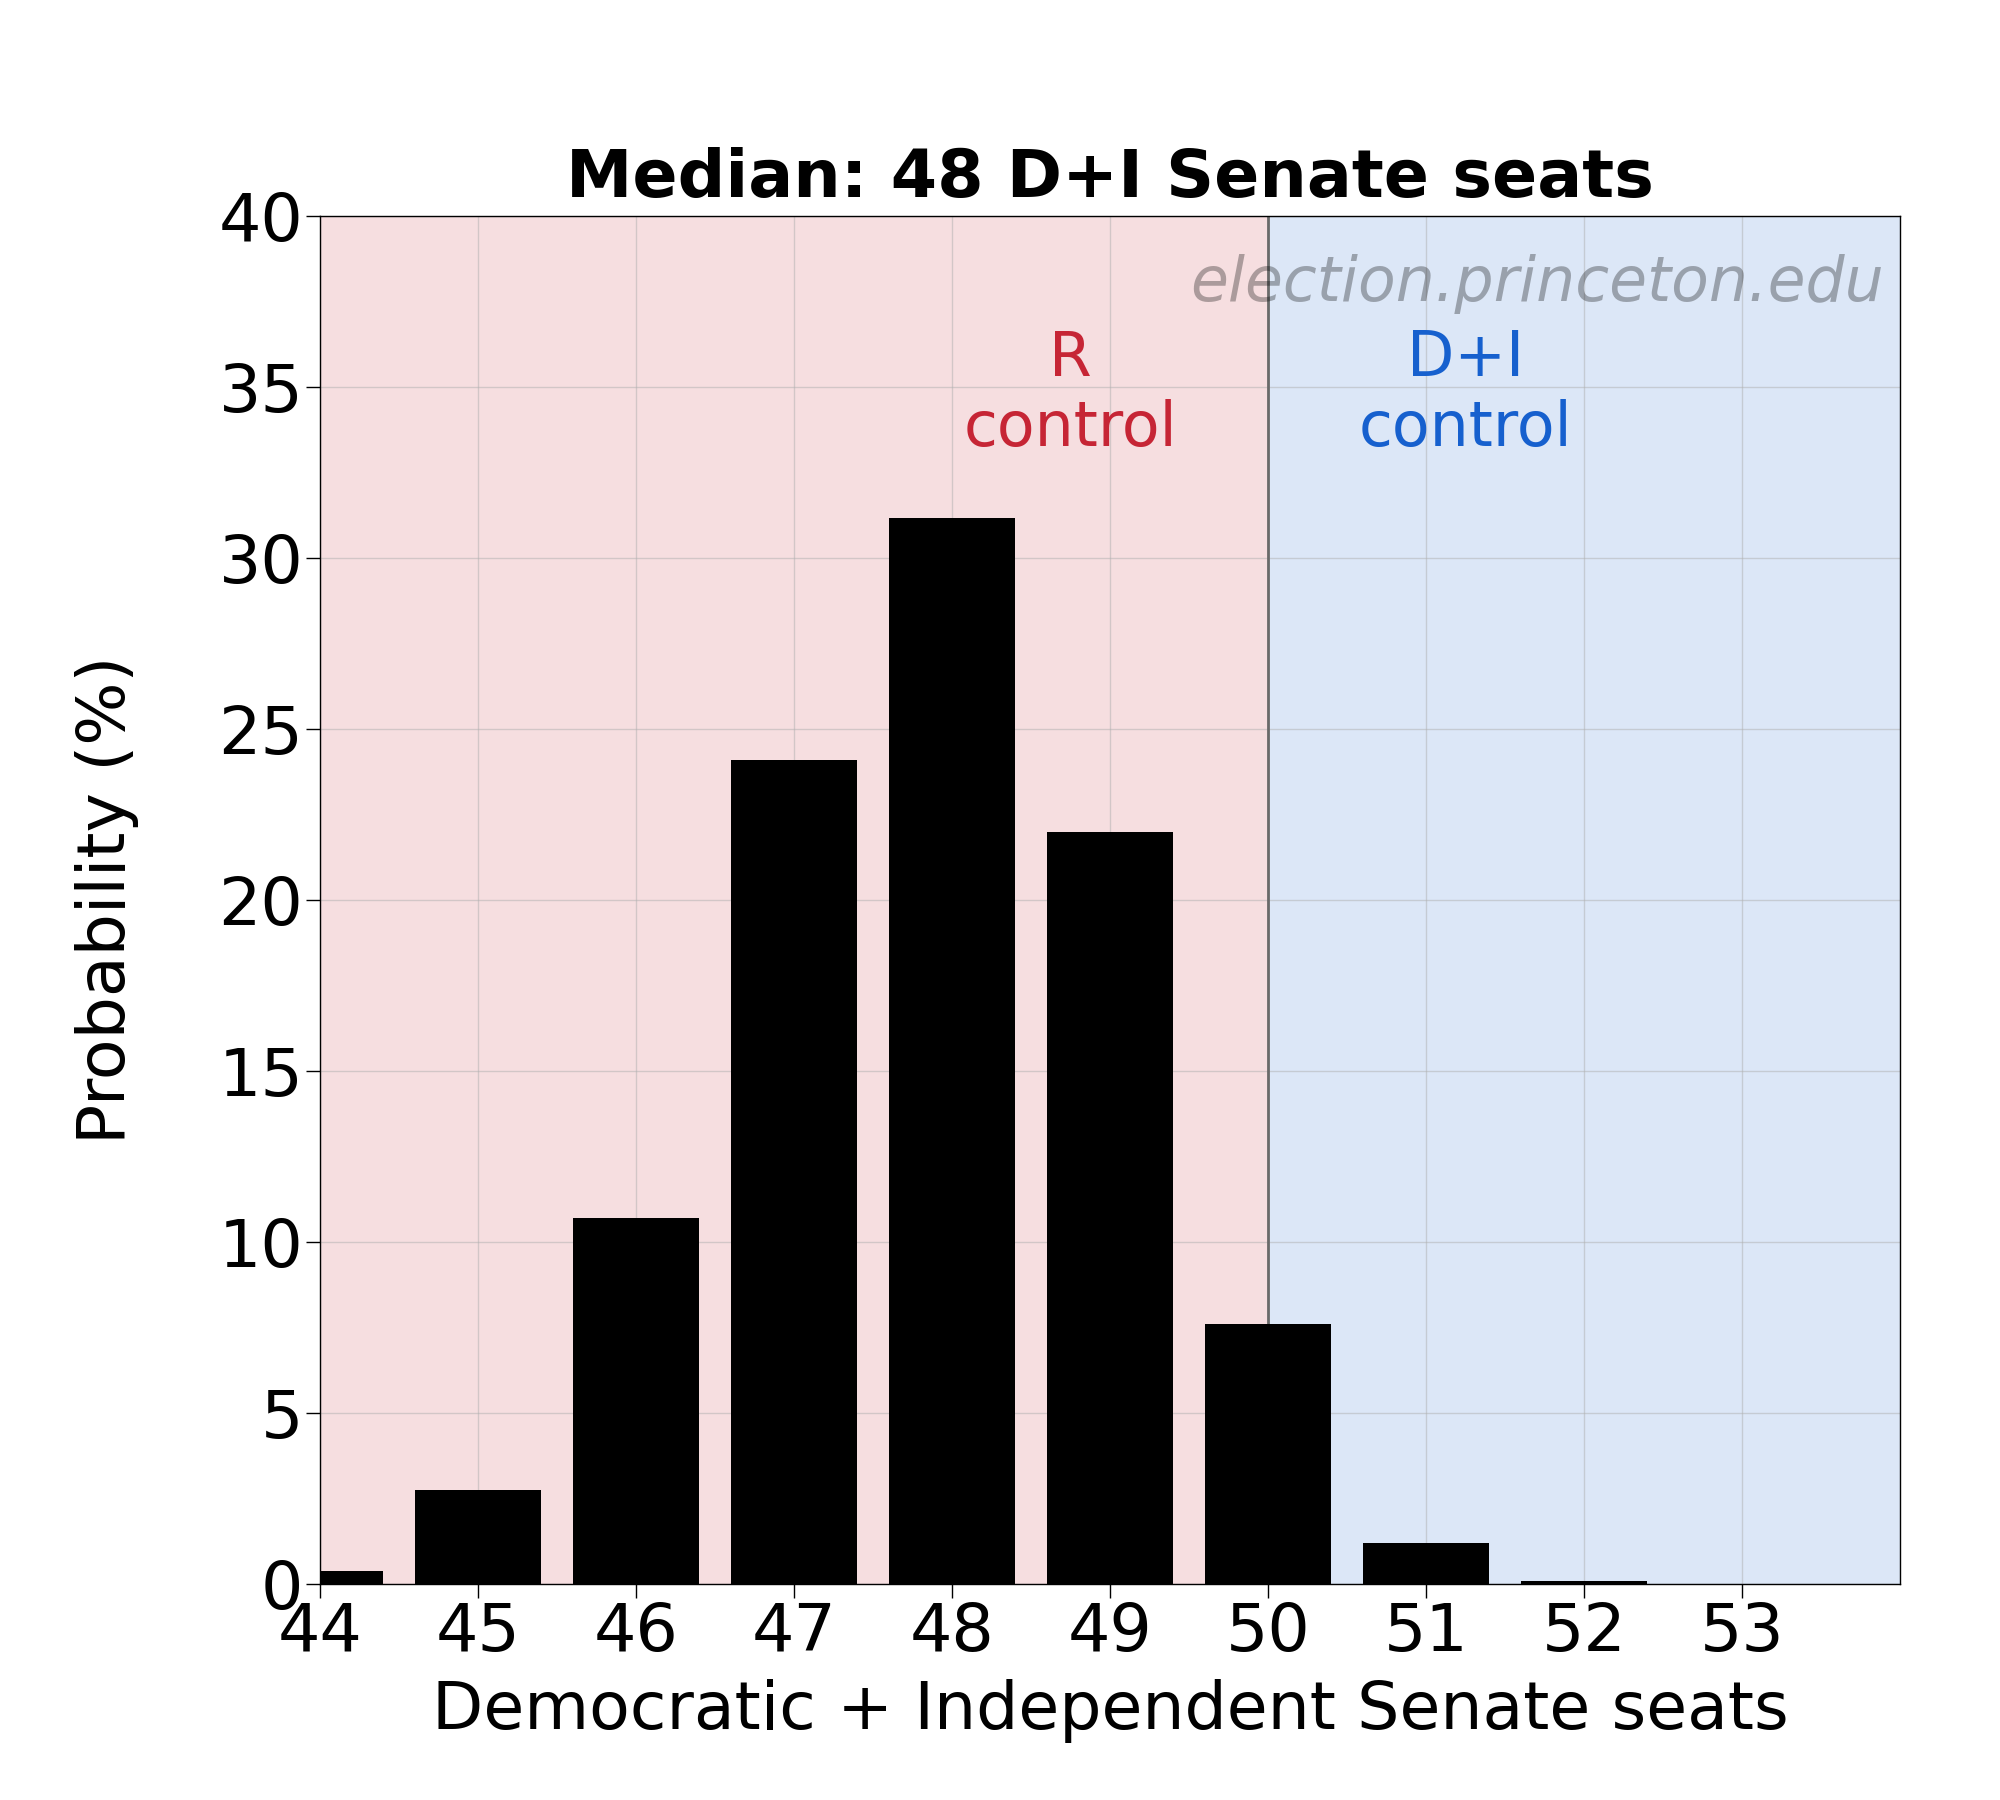 Median: 48 D+I Senate seats
election.princeton.edu
R
control
D+I
control
40
35
30
25
20
15
10
5
0
Probability (%)
44 45 46 47 48 49 50 51 52 53
Democratic + Independent Senate seats